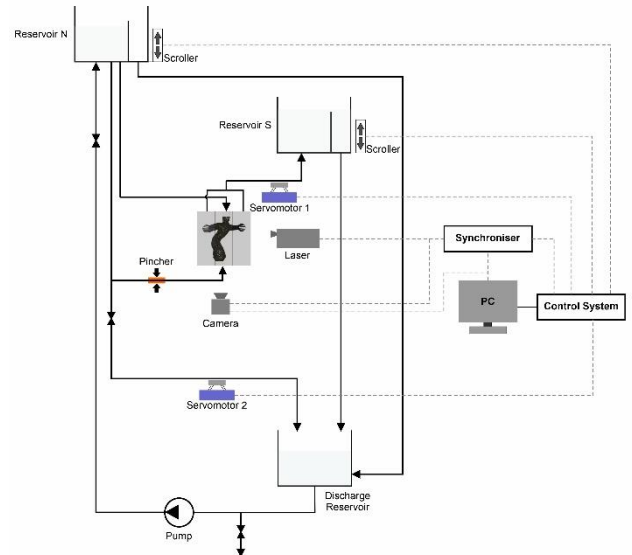 Reservoir N
Scroller
Reservoir S
Scroller
Servomotor 1
Synchroniser
Laser
Pincher
PC
Control System
Camera
Servomotor 2
Discharge
Reservoir
Pump